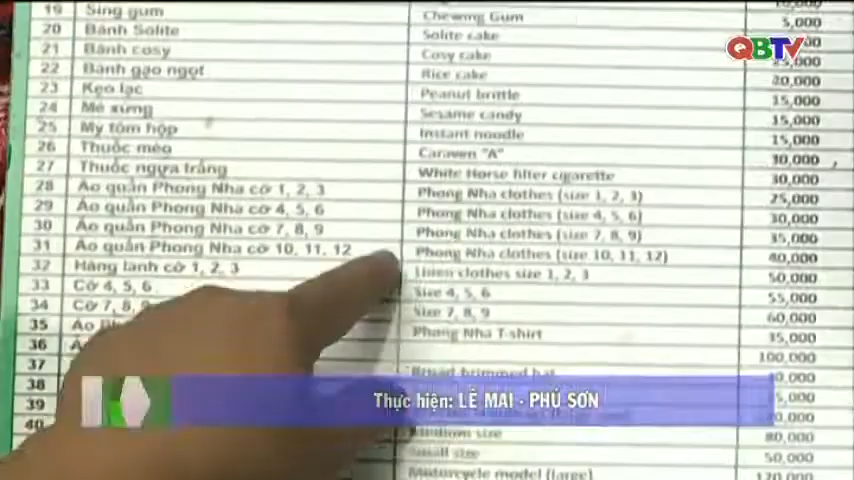 19 Sing gum Chewing Gum 5,000
20 Bánh Solite Solite cake
21 Bánh cosy Cosy cake 25,000
22 Bánh gạo ngọt Rice cake 20,000
23 Kẹo lạc Peanut brittle 15,000
24 Mè xửng Sesame candy 15,000
25 Mỳ tôm hộp Instant noodle 15,000
26 Thuốc mèo Caraven "A" 30,000
27 Thuốc ngựa trắng White Horse filter cigarette 30,000
28 Áo quần Phong Nha cỡ 1, 2, 3 Phong Nha clothes (size 1, 2, 3) 25,000
29 Áo quần Phong Nha cỡ 4, 5, 6 Phong Nha clothes (size 4, 5, 6) 30,000
30 Áo quần Phong Nha cỡ 7, 8, 9 Phong Nha clothes (size 7, 8, 9) 35,000
31 Áo quần Phong Nha cỡ 10, 11, 12 Phong Nha clothes (size 10, 11, 12) 40,000
32 Hàng lanh cỡ 1, 2, 3 Linen clothes size 1, 2, 3 50,000
33 Cỡ 4, 5, 6 Size 4, 5, 6 55,000
34 Cỡ 7, 8, 9 Size 7, 8, 9 60,000
35 Áo Phong Nha T-shirt 35,000
36 100,000
37 Broad-brimmed hat
38
39
40 Medium size 80,000
Small size 50,000
Motorcycle model (large) 120,000
QBTV
Thực hiện: LÊ MAI - PHÚ SƠN